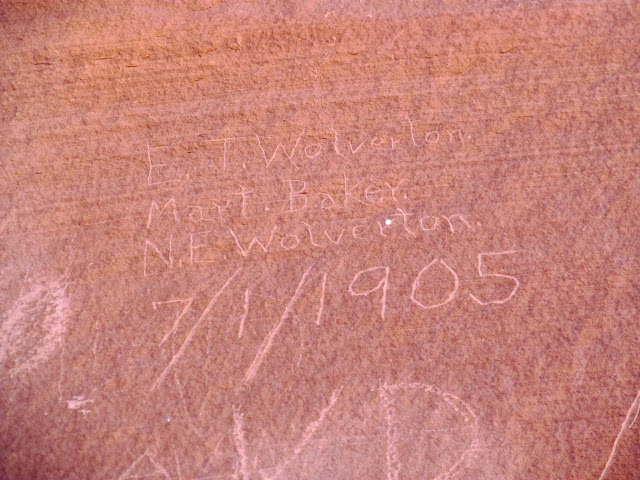 E.T. Wolverton.
Mart. Baker.
N.E. Wolverton.
7/1/1905